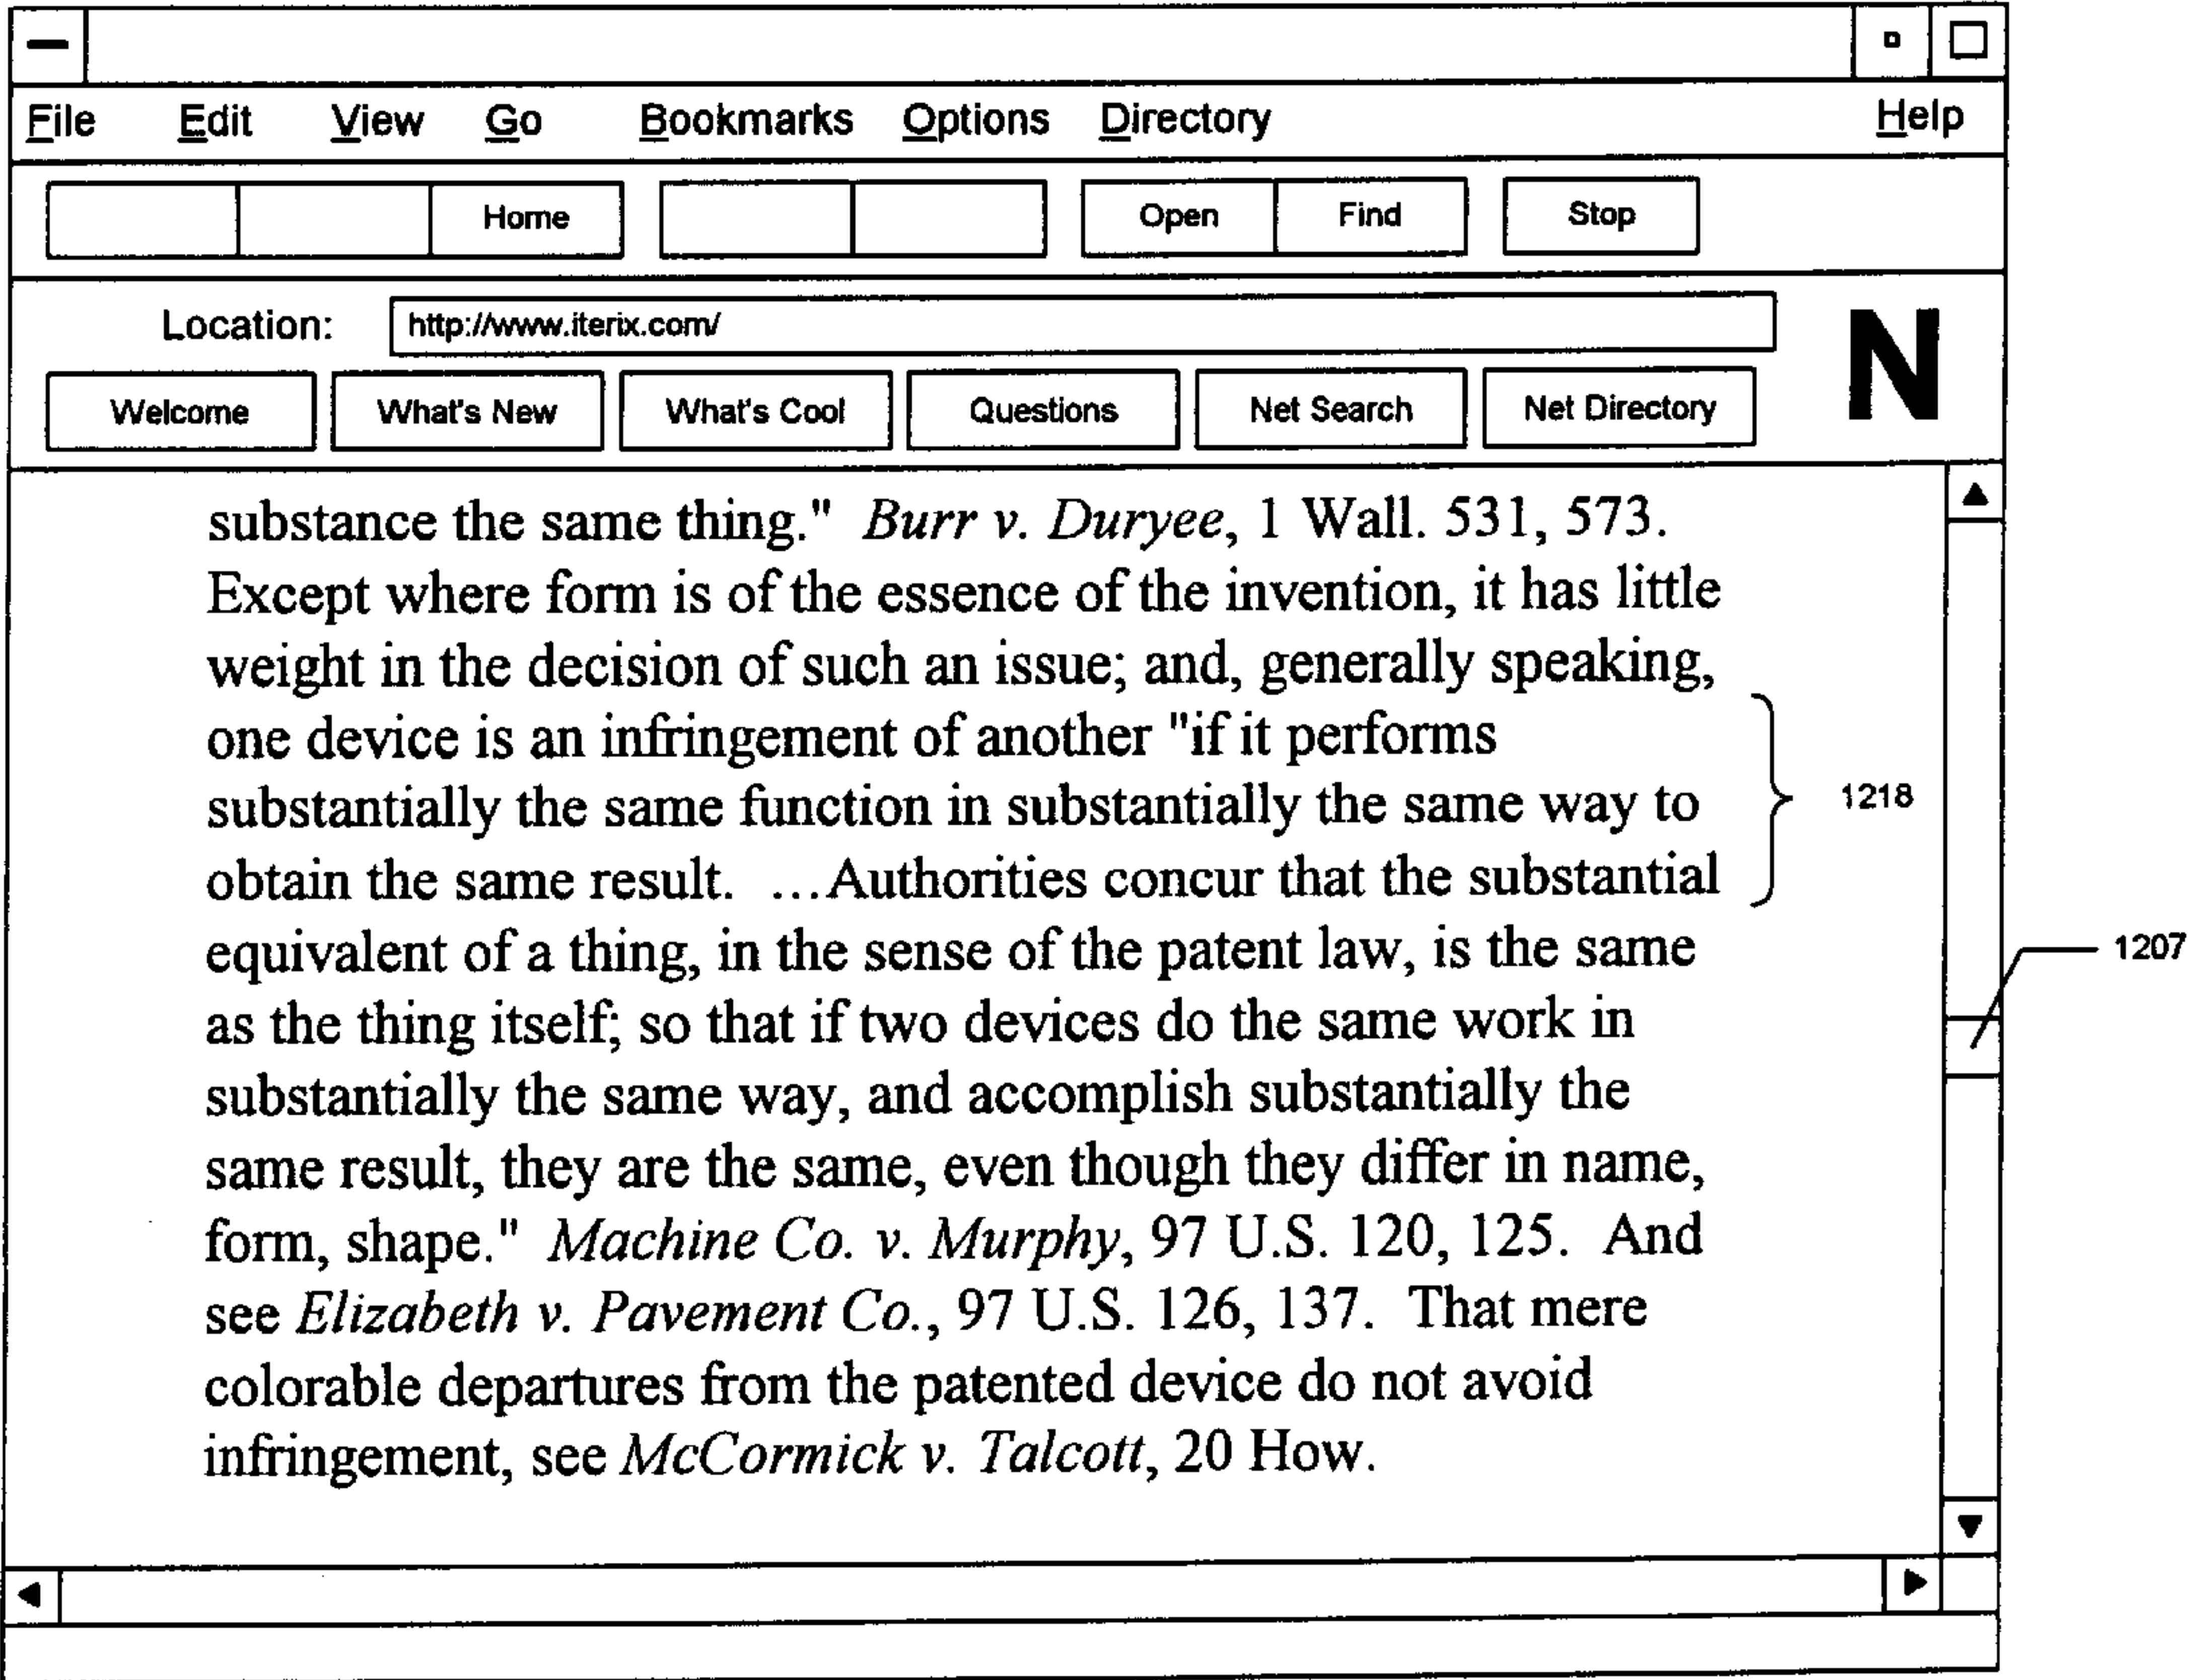 File Edit View Go Bookmarks Options Directory Help
Home Open Find Stop
Location: http://www.iterix.com/
N
Welcome What's New What's Cool Questions Net Search Net Directory
substance the same thing." Burr v. Duryee, 1 Wall. 531, 573.
Except where form is of the essence of the invention, it has little
weight in the decision of such an issue; and, generally speaking,
one device is an infringement of another "if it performs
substantially the same function in substantially the same way to
1218
obtain the same result. ...Authorities concur that the substantial
equivalent of a thing, in the sense of the patent law, is the same
1207
as the thing itself; so that if two devices do the same work in
substantially the same way, and accomplish substantially the
same result, they are the same, even though they differ in name,
form, shape." Machine Co. v. Murphy, 97 U.S. 120, 125. And
see Elizabeth v. Pavement Co., 97 U.S. 126, 137. That mere
colorable departures from the patented device do not avoid
infringement, see McCormick v. Talcott, 20 How.